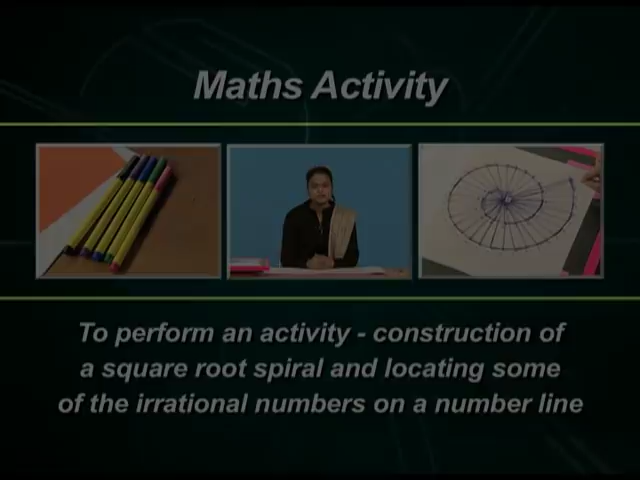 Maths Activity
To perform an activity - construction of
a square root spiral and locating some
of the irrational numbers on a number line